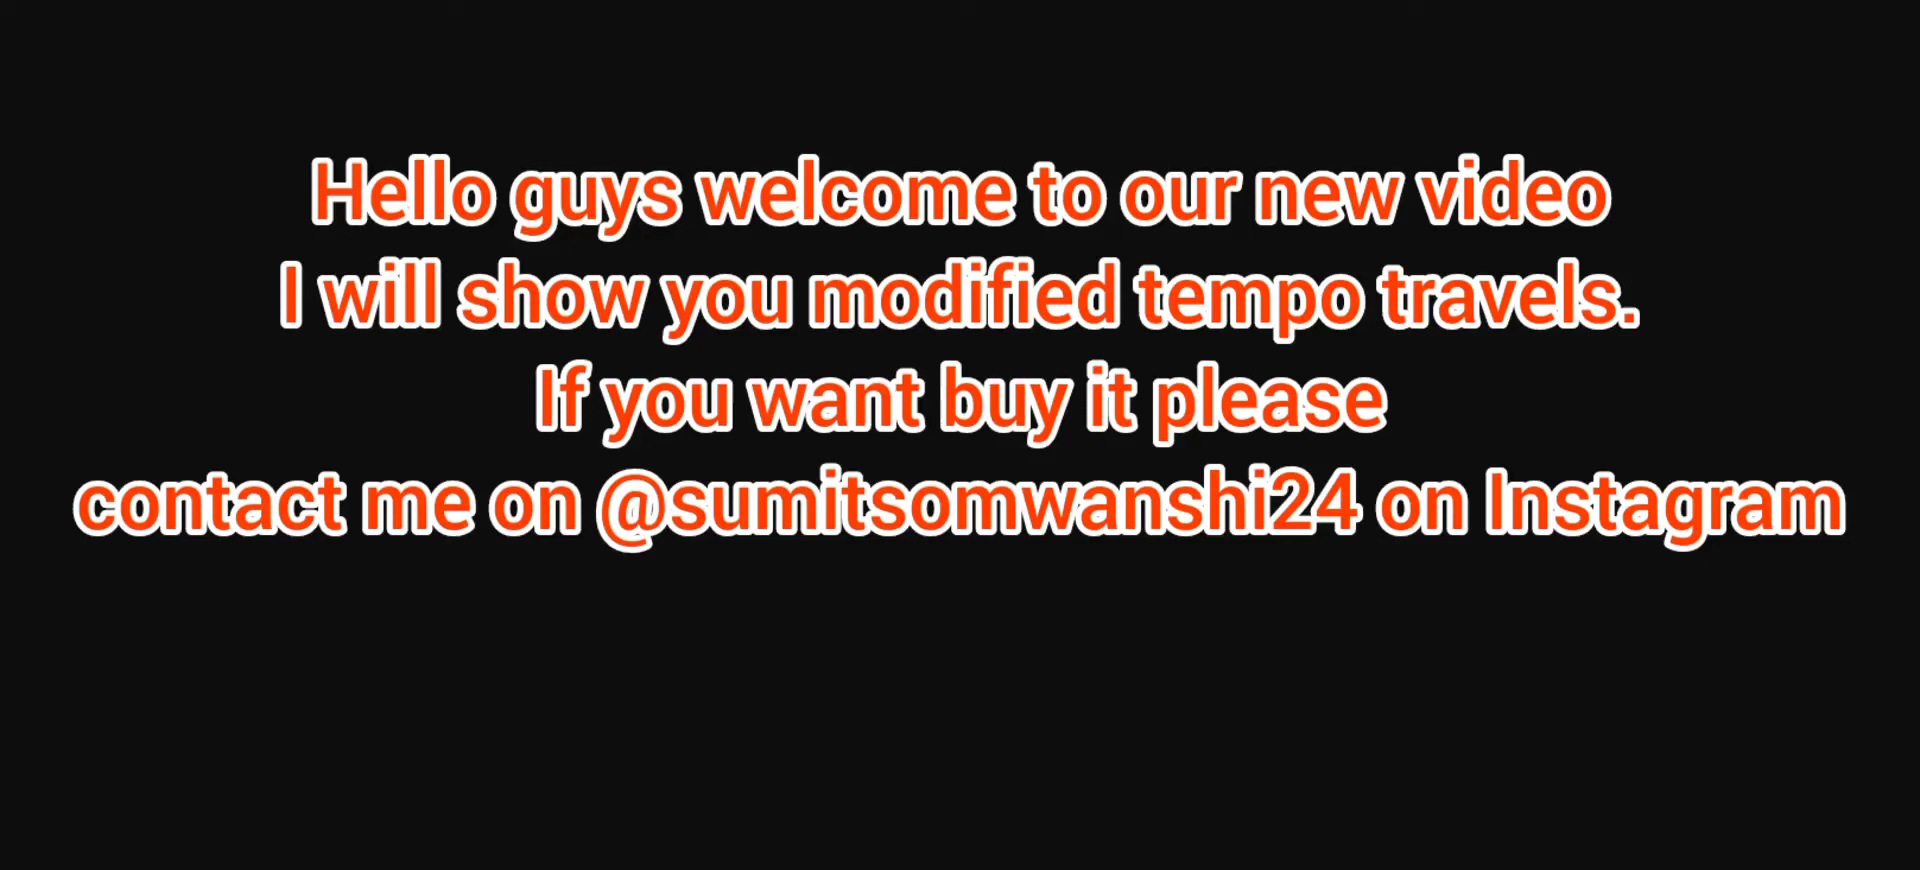 Hello guys welcome to our new video
I will show you modified tempo travels.
If you want buy it please
contact me on @sumitsomwanshi24 on Instagram